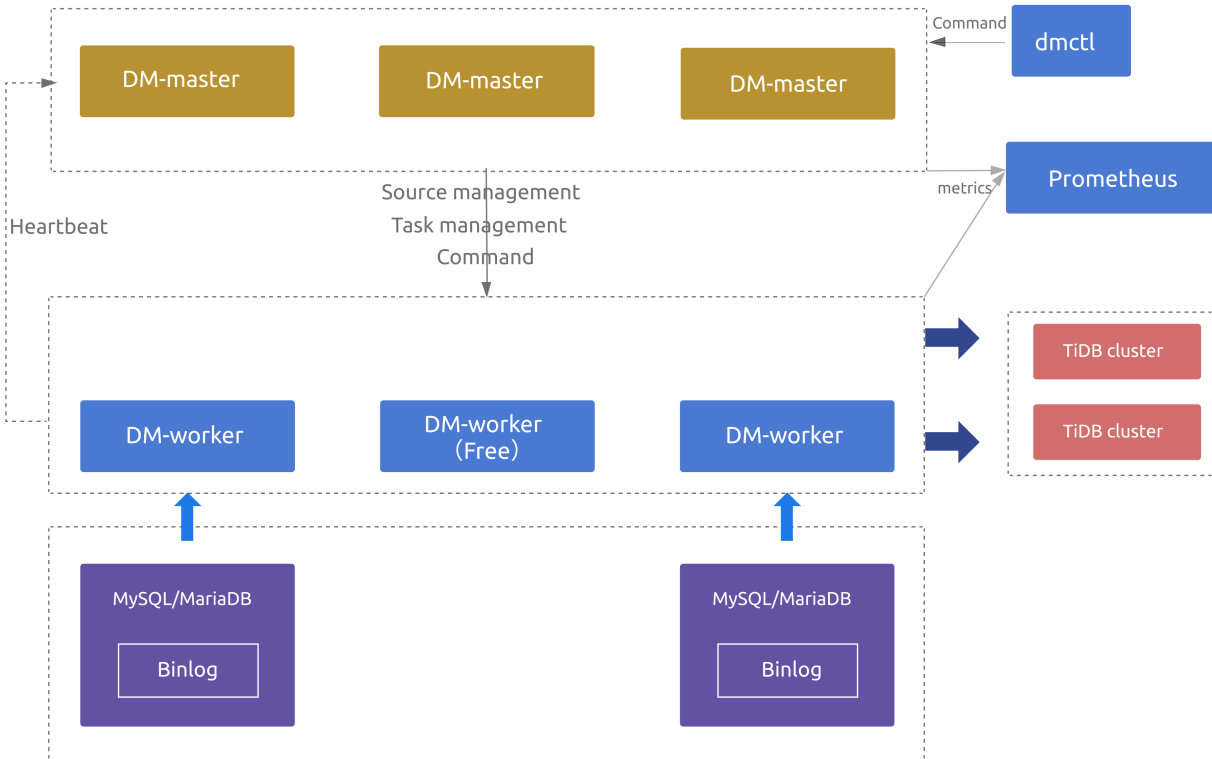 Command
dmctl
DM-master
DM-master
DM-master
Prometheus
metrics
Source management
Task management
Command
Heartbeat
TiDB cluster
TiDB cluster
DM-worker
DM-worker
（Free）
DM-worker
MySQL/MariaDB
Binlog
MySQL/MariaDB
Binlog